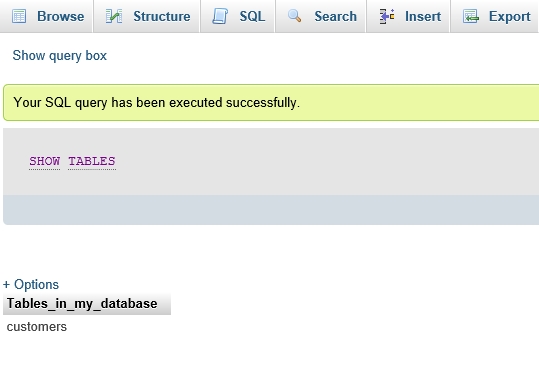 Browse Structure SQL Search Insert Export
Show query box
Your SQL query has been executed successfully.
SHOW TABLES
+ Options
Tables_in_my_database
customers